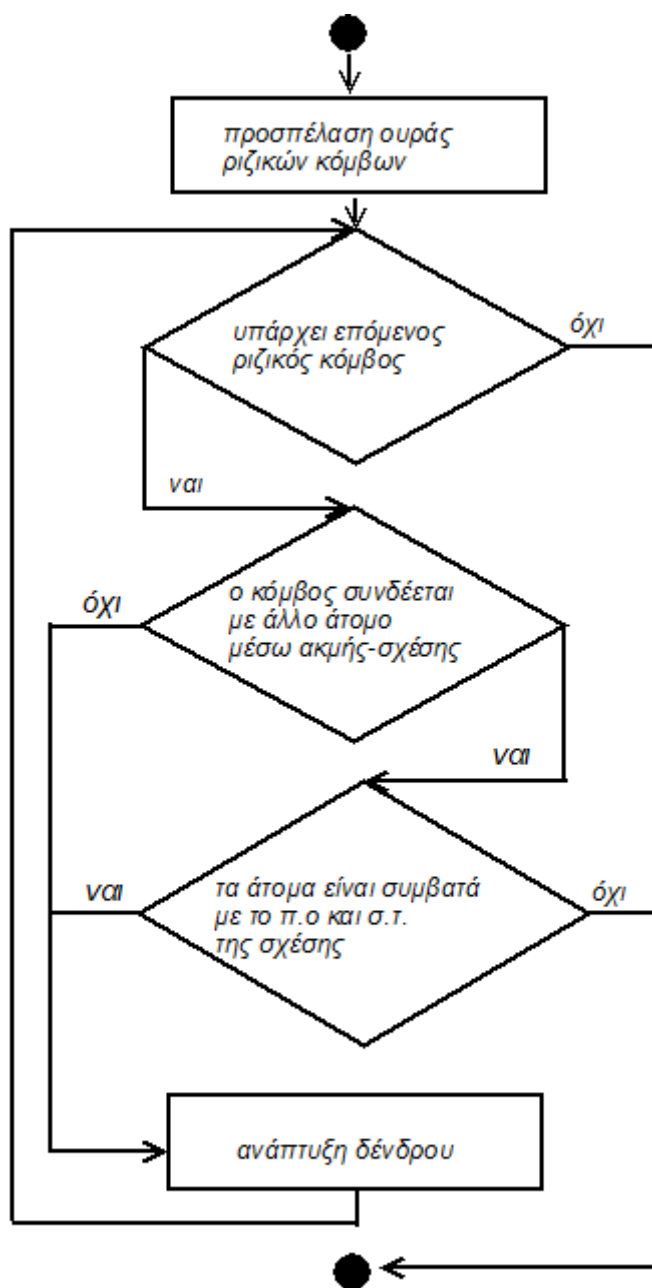 προσπέλαση ουράς
ριζικών κόμβων
υπάρχει επόμενος
ριζικός κόμβος
όχι
ναι
ο κόμβος συνδέεται
με άλλο άτομο
μέσω ακμής-σχέσης
όχι
ναι
τα άτομα είναι συμβατά
με το π.ο και σ.τ.
της σχέσης
ναι
όχι
ανάπτυξη δένδρου